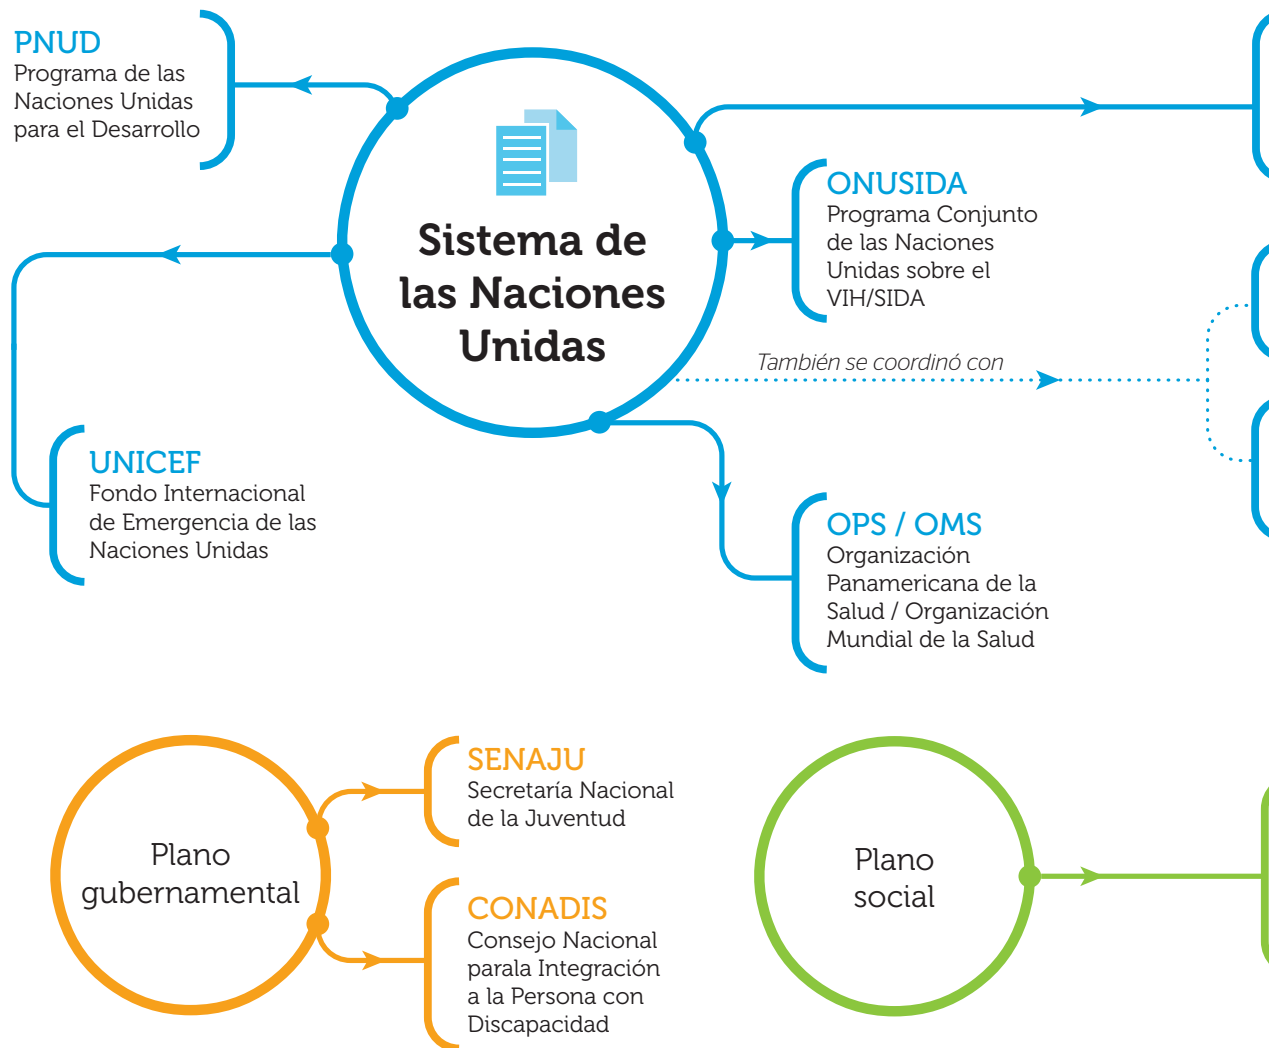 PNUD
Programa de las
Naciones Unidas
para el Desarrollo
Sistema de
las Naciones
Unidas
ONUSIDA
Programa Conjunto
de las Naciones
Unidas sobre el
VIH/SIDA
También se coordinó con
UNICEF
Fondo Internacional
de Emergencia de las
Naciones Unidas
OPS / OMS
Organización
Panamericana de la
Salud / Organización
Mundial de la Salud
Plano
gubernamental
SENAJU
Secretaría Nacional
de la Juventud
CONADIS
Consejo Nacional
parala Integración
a la Persona con
Discapacidad
Plano
social